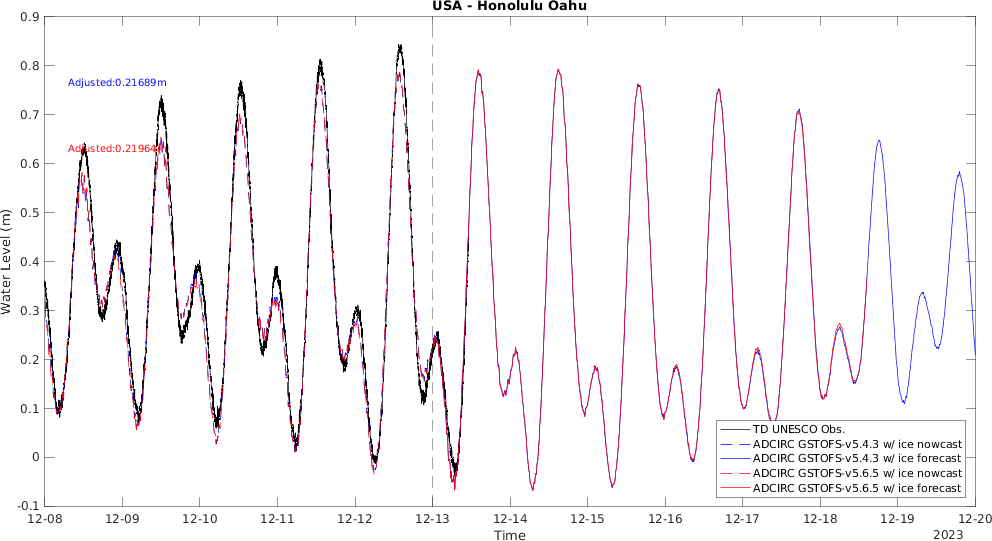 USA - Honolulu Oahu
0.9
0.8
0.7
0.6
0.5
0.4
0.3
0.2
0.1
0
-0.1
Water Level (m)
Adjusted:0.21689m
Adjusted:0.21964m
TD UNESCO Obs.
ADCIRC GSTOFS-v5.4.3 w/ ice nowcast
ADCIRC GSTOFS-v5.4.3 w/ ice forecast
ADCIRC GSTOFS-v5.6.5 w/ ice nowcast
ADCIRC GSTOFS-v5.6.5 w/ ice forecast
12-08 12-09 12-10 12-11 12-12 12-13 12-14 12-15 12-16 12-17 12-18 12-19 12-20
Time
2023